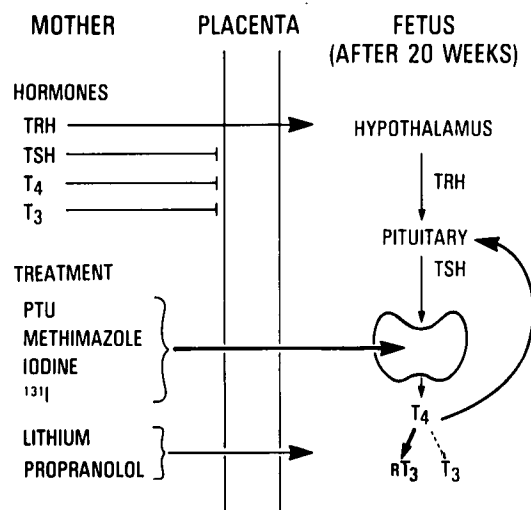 MOTHER
PLACENTA
FETUS
(AFTER 20 WEEKS)
HORMONES
TRH
TSH
T4
T3
HYPOTHALAMUS
TRH
PITUITARY
TSH
TREATMENT
PTU
METHIMAZOLE
IODINE
131I
T4
RT3
T3
LITHIUM
PROPRANOLOL